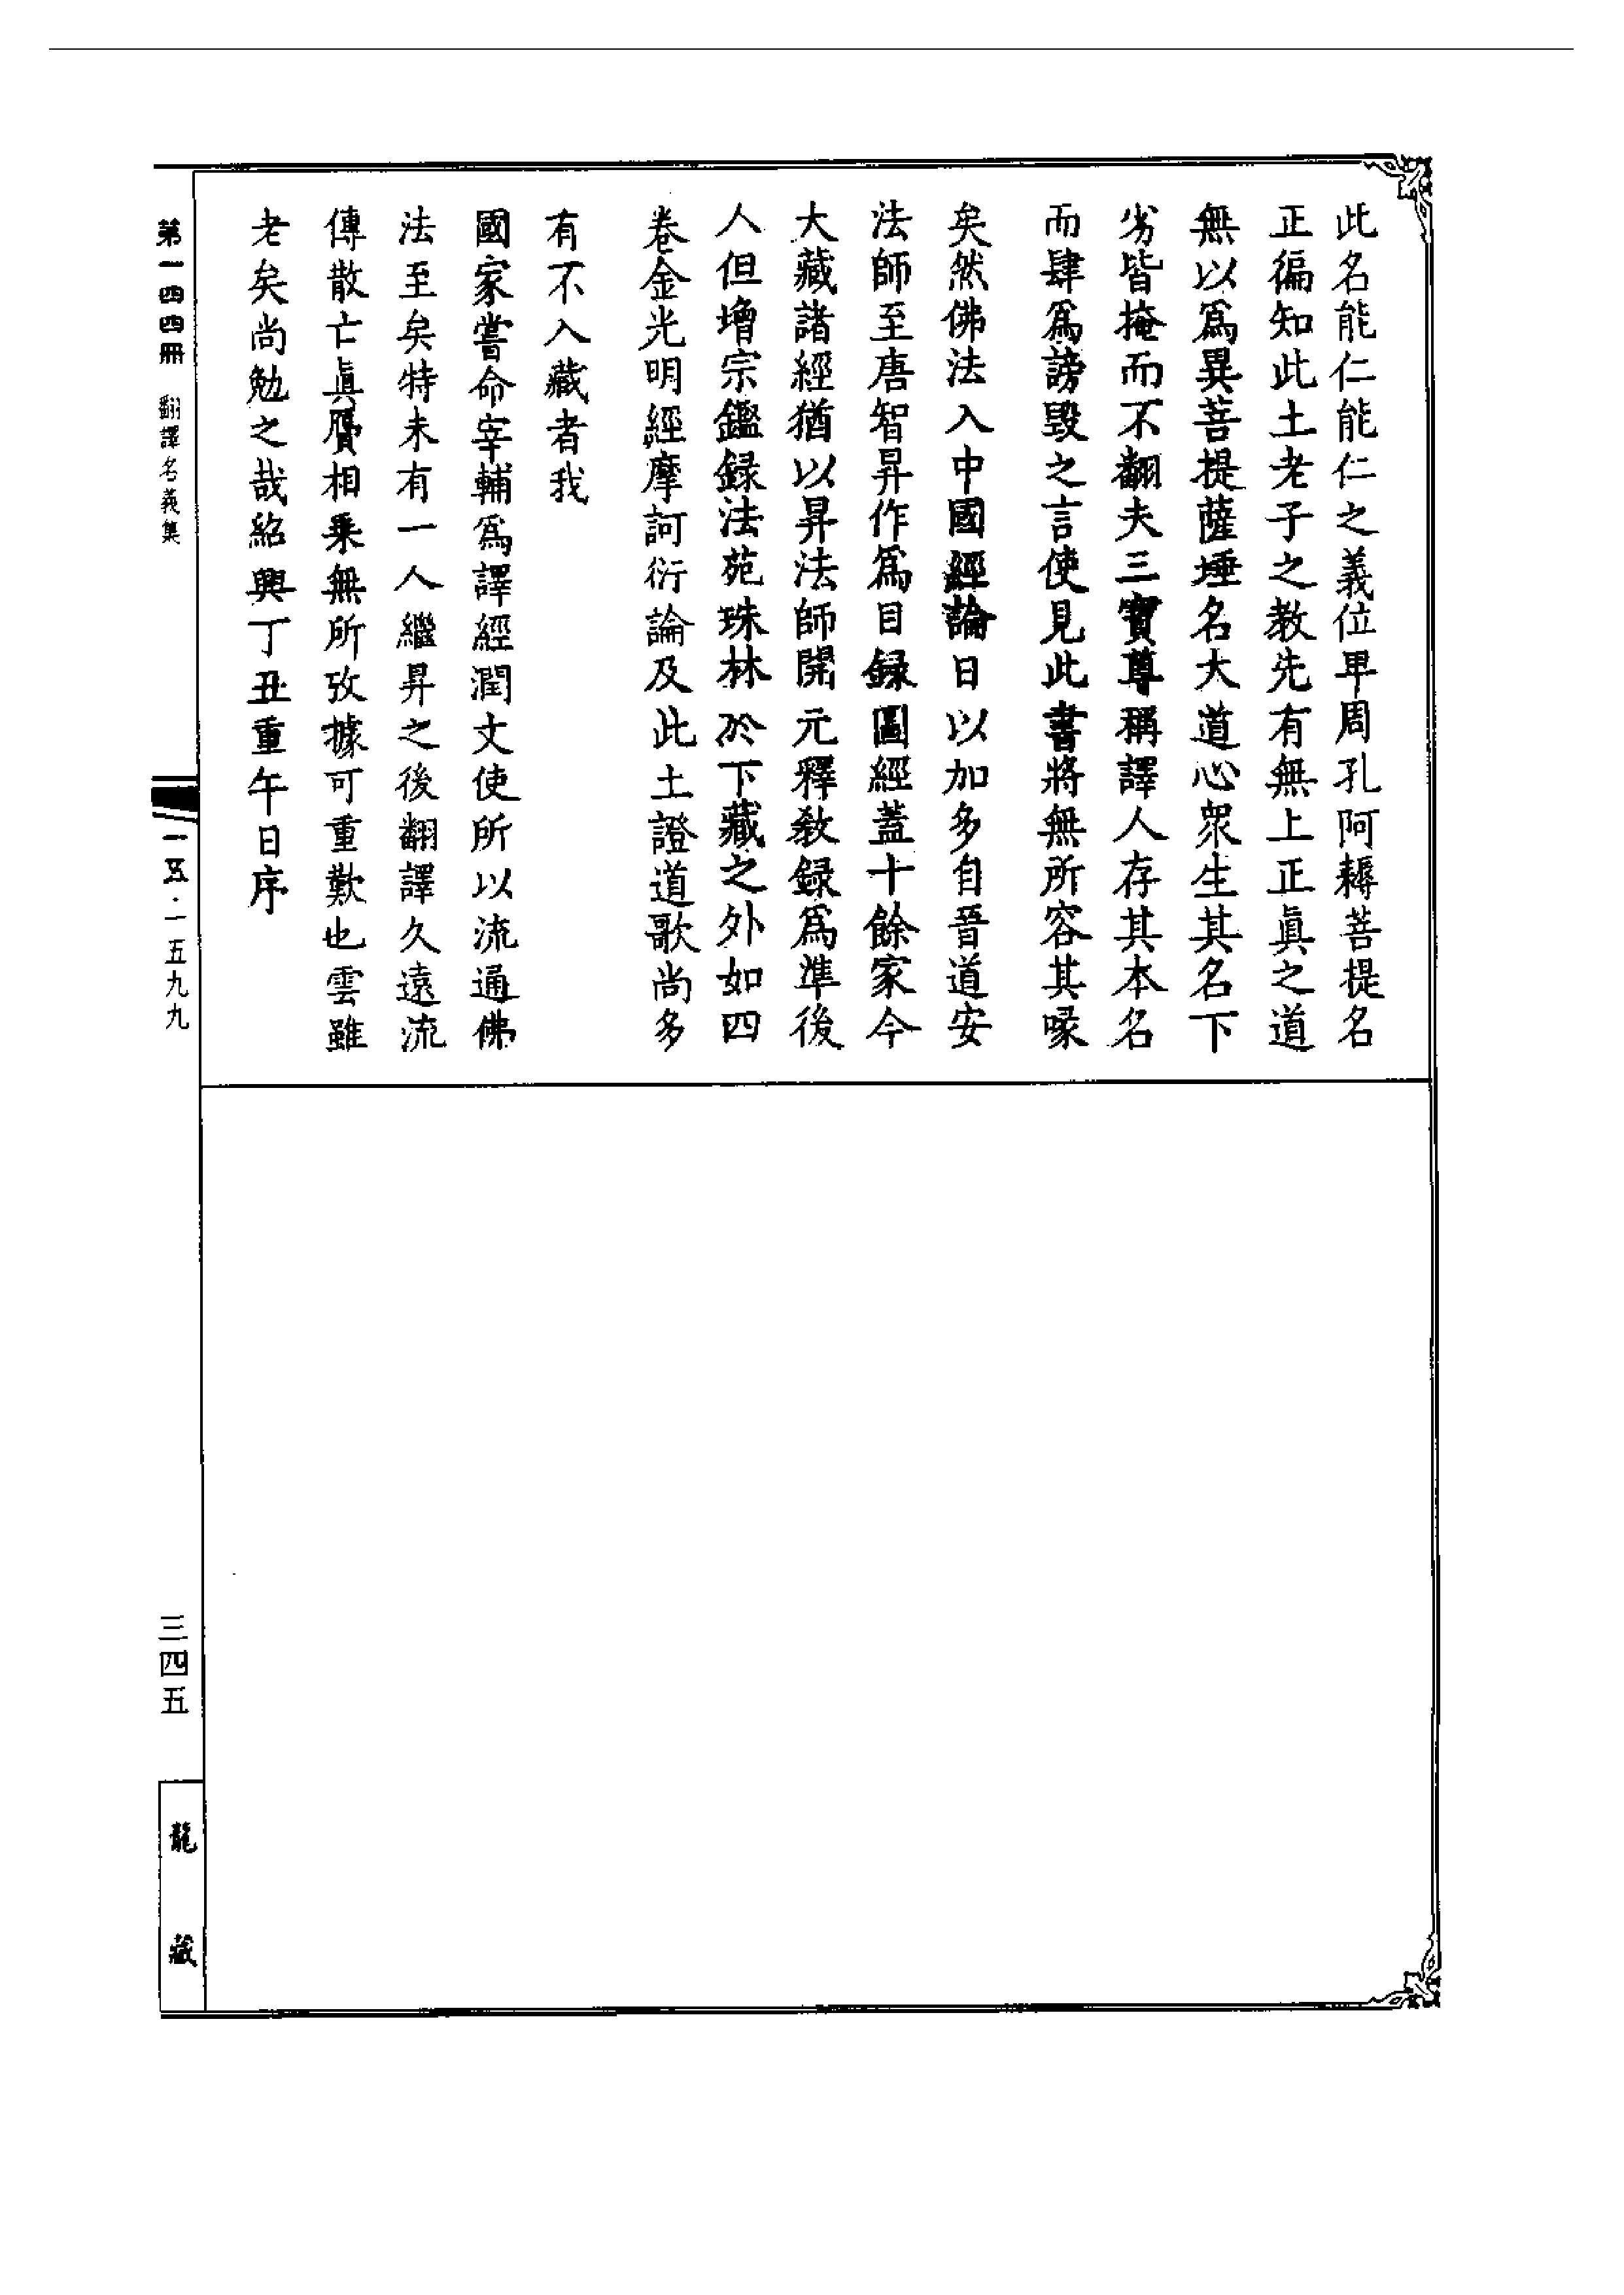 此名能仁能仁之義位卑周孔阿耨菩提名
正徧知此土老子之教先有無上正眞之道
無以爲異菩提薩埵名大道心衆生其名下
劣皆掩而不翻夫三寶尊稱譯人存其本名
而肆爲謗毀之言使見此書將無所容其喙
矣然佛法入中國經論日以加多自晉道安
法師至唐智昇作爲目録圖經蓋十餘家今
大藏諸經猶以昇法師開元釋教録爲準後
人但增宗鑑録法苑珠林於下藏之外如四
卷金光明經摩訶衍論及此土證道歌尚多
有不入藏者我
國家嘗命宰輔爲譯經潤文使所以流通佛
法至矣特未有一人繼昇之後翻譯久遠流
傳散亡眞贋相乗無所攷據可重歎也雲雖
老矣尚勉之哉紹興丁丑重午日序
第一四四冊 翻譯名義集
一五·一五九九
三四五
龍藏